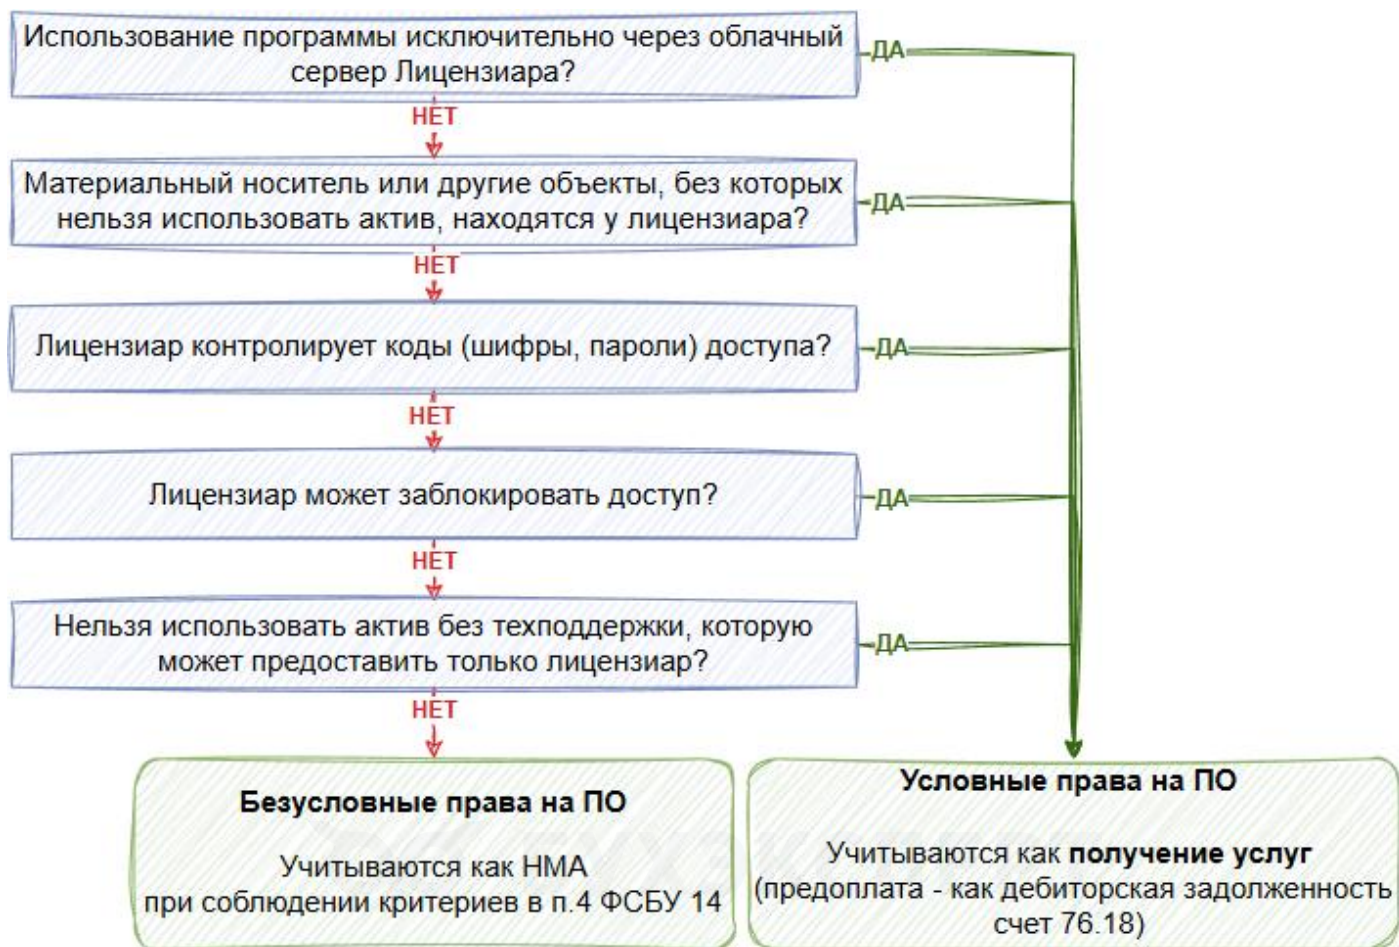 Использование программы исключительно через облачный
сервер Лицензиара?
ДА
НЕТ
Материальный носитель или другие объекты, без которых
нельзя использовать актив, находятся у лицензиара?
ДА
НЕТ
Лицензиар контролирует коды (шифры, пароли) доступа?
ДА
НЕТ
Лицензиар может заблокировать доступ?
ДА
НЕТ
Нельзя использовать актив без техподдержки, которую
может предоставить только лицензиар?
ДА
НЕТ
Безусловные права на ПО
Учитываются как НМА
при соблюдении критериев в п.4 ФСБУ 14
Условные права на ПО
Учитываются как получение услуг
(предоплата - как дебиторская задолженность
счет 76.18)